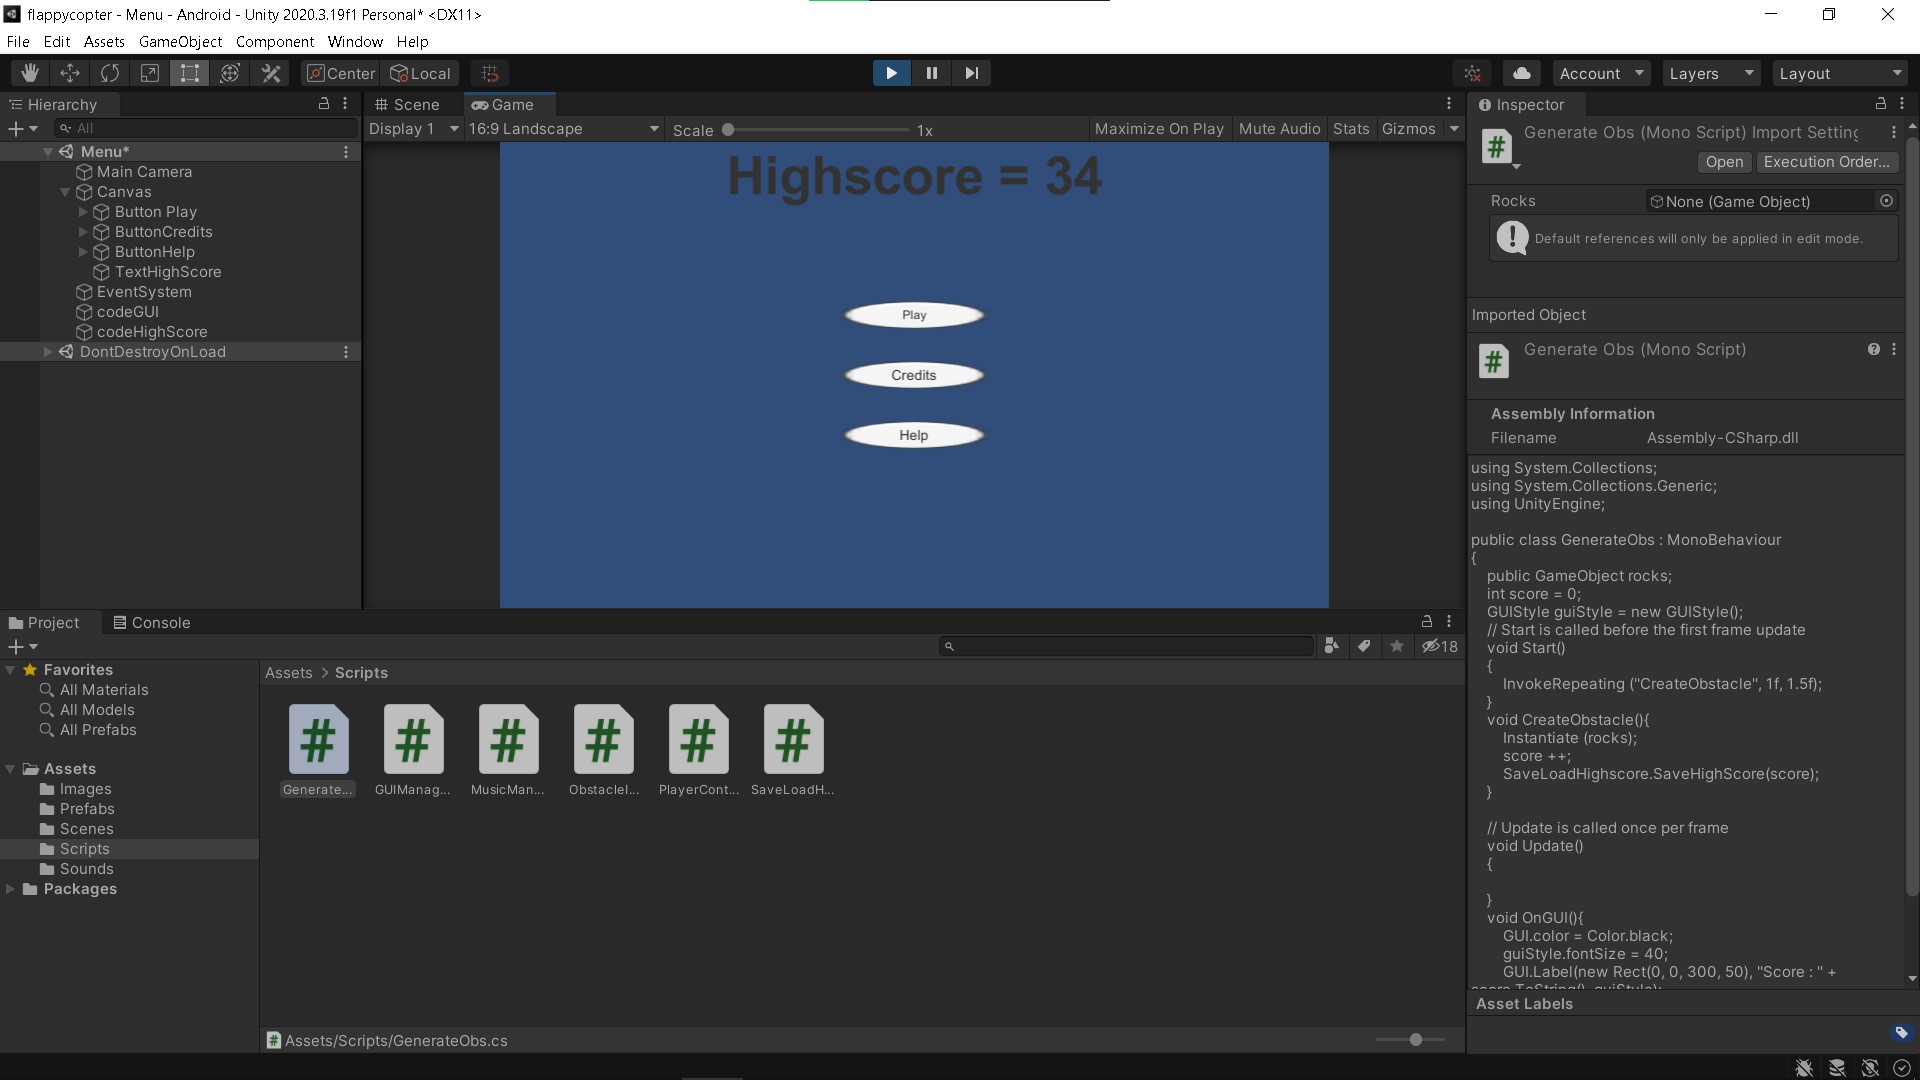 flappycopter - Menu - Android - Unity 2020.3.19f1 Personal* <DX11>
File Edit Assets GameObject Component Window Help
Center Local Account Layers Layout
Hierarchy
All
Menu*
Main Camera
Canvas
Button Play
ButtonCredits
ButtonHelp
TextHighScore
EventSystem
codeGUI
codeHighScore
DontDestroyOnLoad
Scene Game
Display 1 16:9 Landscape Scale 1x Maximize On Play Mute Audio Stats Gizmos
Highscore = 34
Play
Credits
Help
Inspector
Generate Obs (Mono Script) Import Setting
Open Execution Order...
Rocks None (Game Object)
Default references will only be applied in edit mode.
Imported Object
Generate Obs (Mono Script)
Assembly Information
Filename Assembly-CSharp.dll
using System.Collections;
using System.Collections.Generic;
using UnityEngine;
public class GenerateObs : MonoBehaviour
{
public GameObject rocks;
int score = 0;
GUIStyle guiStyle = new GUIStyle();
// Start is called before the first frame update
void Start()
{
InvokeRepeating ("CreateObstacle", 1f, 1.5f);
}
void CreateObstacle(){
Instantiate (rocks);
score ++;
SaveLoadHighscore.SaveHighScore(score);
}
// Update is called once per frame
void Update()
{
}
void OnGUI(){
GUI.color = Color.black;
guiStyle.fontSize = 40;
GUI.Label(new Rect(0, 0, 300, 50), "Score : " +
score.ToString(), guiStyle);
Asset Labels
Project Console
18
Favorites
All Materials
All Models
All Prefabs
Assets
Images
Prefabs
Scenes
Scripts
Sounds
Packages
Assets > Scripts
Generate... GUIManag... MusicMan... ObstacleI... PlayerCont... SaveLoadH...
Assets/Scripts/GenerateObs.cs